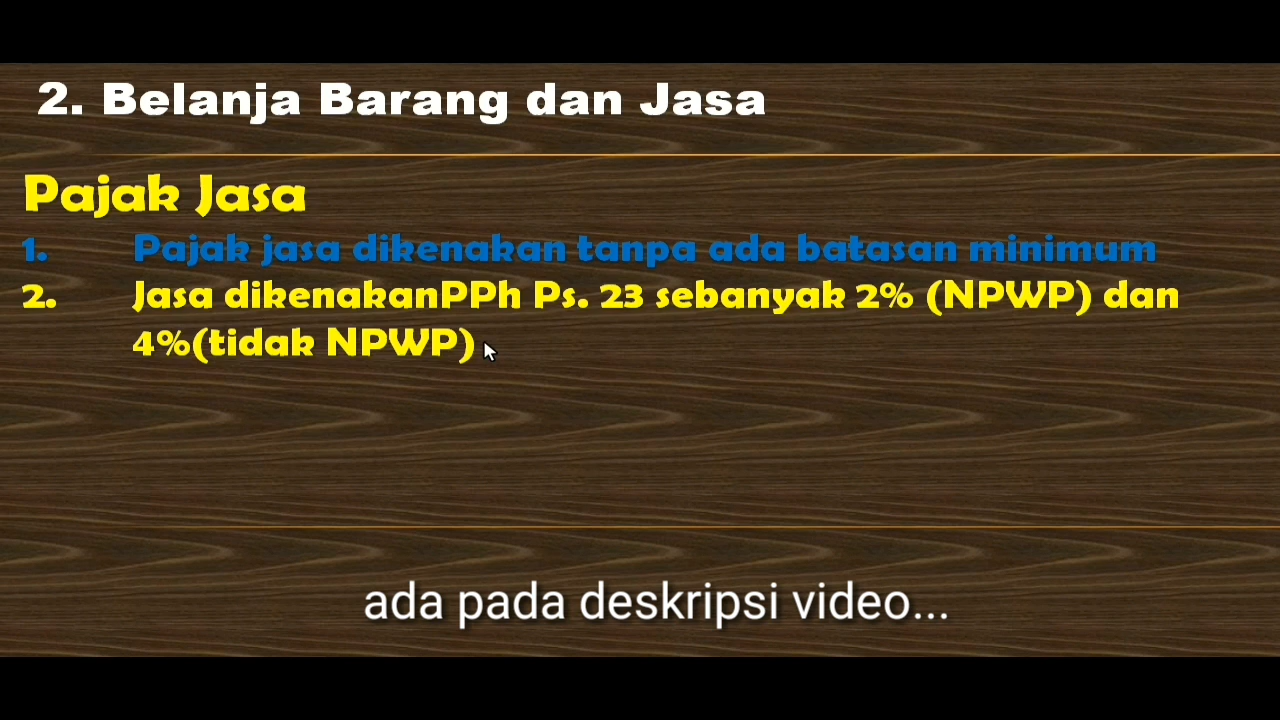 2. Belanja Barang dan Jasa
Pajak Jasa
1. Pajak jasa dikenakan tanpa ada batasan minimum
2. Jasa dikenakanPPh Ps. 23 sebanyak 2% (NPWP) dan
4%(tidak NPWP)
ada pada deskripsi video...